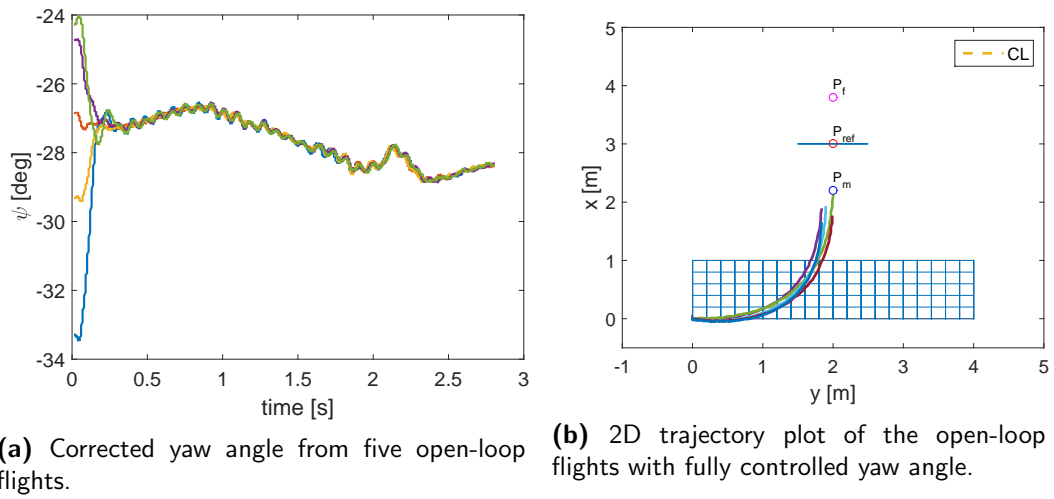 -24
-26
-28
-29
-32
-34
ψ [deg]
0
0.5
1
1.5
2
2.5
3
time [s]
(a) Corrected yaw angle from five open-loop
flights.
5
4
3
2
1
0
x [m]
CL
P_f
P_ref
P_m
-1
0
1
2
3
4
5
y [m]
(b) 2D trajectory plot of the open-loop
flights with fully controlled yaw angle.